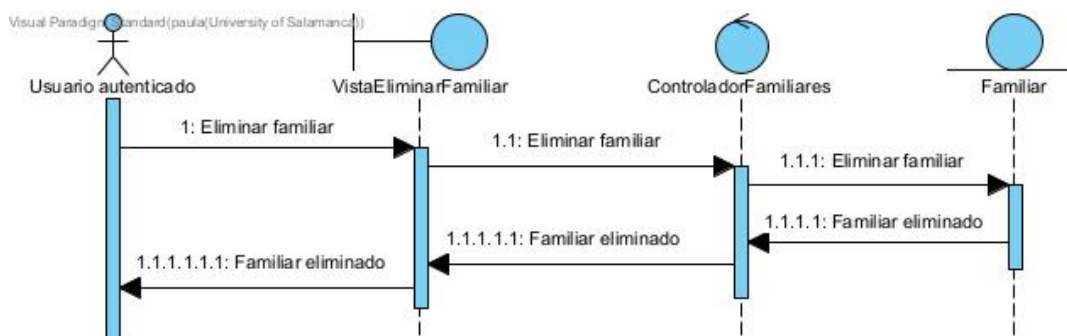 Visual Paradigm Standard(paula(University of Salamanca))
Usuario autenticado
VistaEliminarFamiliar
ControladorFamiliares
Familiar
1: Eliminar familiar
1.1: Eliminar familiar
1.1.1: Eliminar familiar
1.1.1.1: Familiar eliminado
1.1.1.1.1: Familiar eliminado
1.1.1.1.1.1: Familiar eliminado